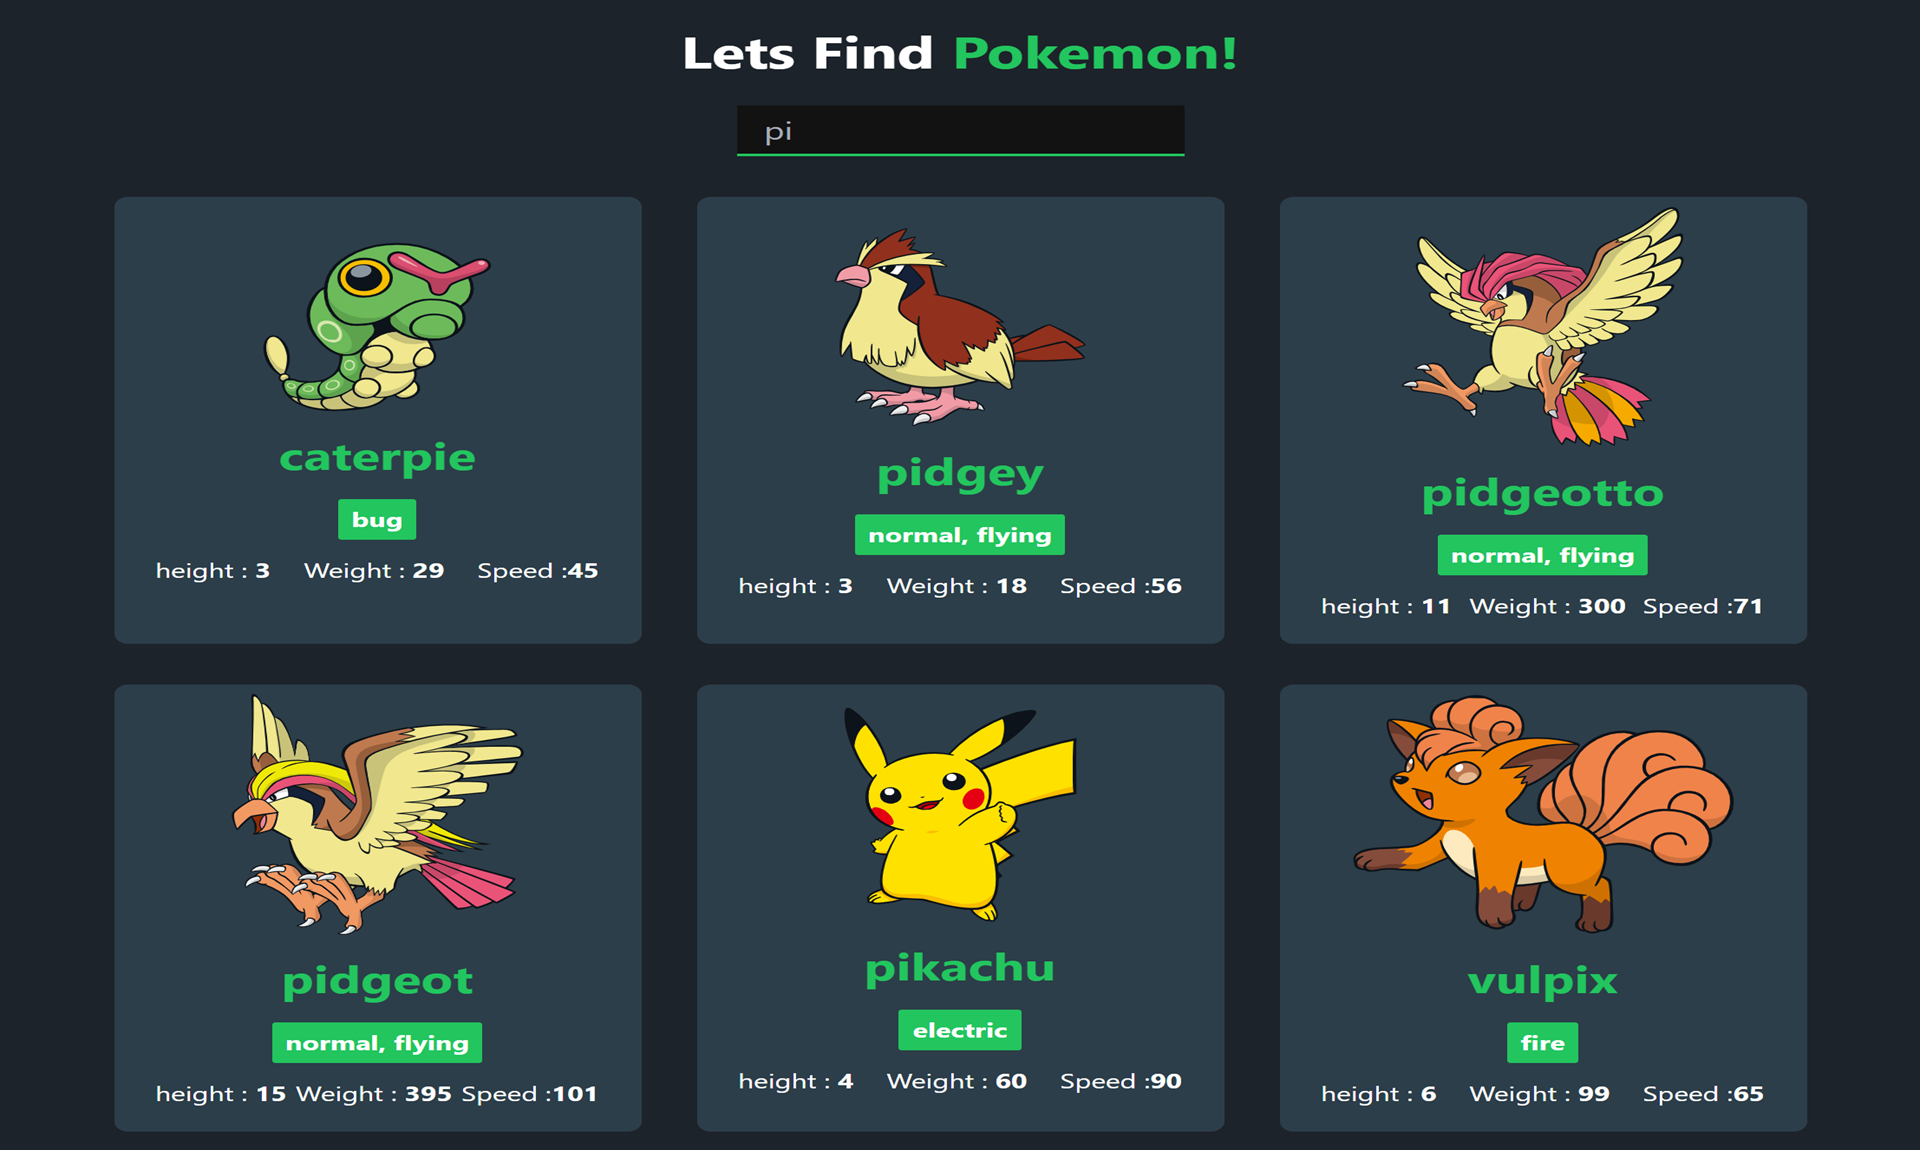 Lets Find Pokemon!
pi
caterpie
bug
height : 3 Weight : 29 Speed :45
pidgey
normal, flying
height : 3 Weight : 18 Speed :56
pidgeotto
normal, flying
height : 11 Weight : 300 Speed :71
pidgeot
normal, flying
height : 15 Weight : 395 Speed :101
pikachu
electric
height : 4 Weight : 60 Speed :90
vulpix
fire
height : 6 Weight : 99 Speed :65